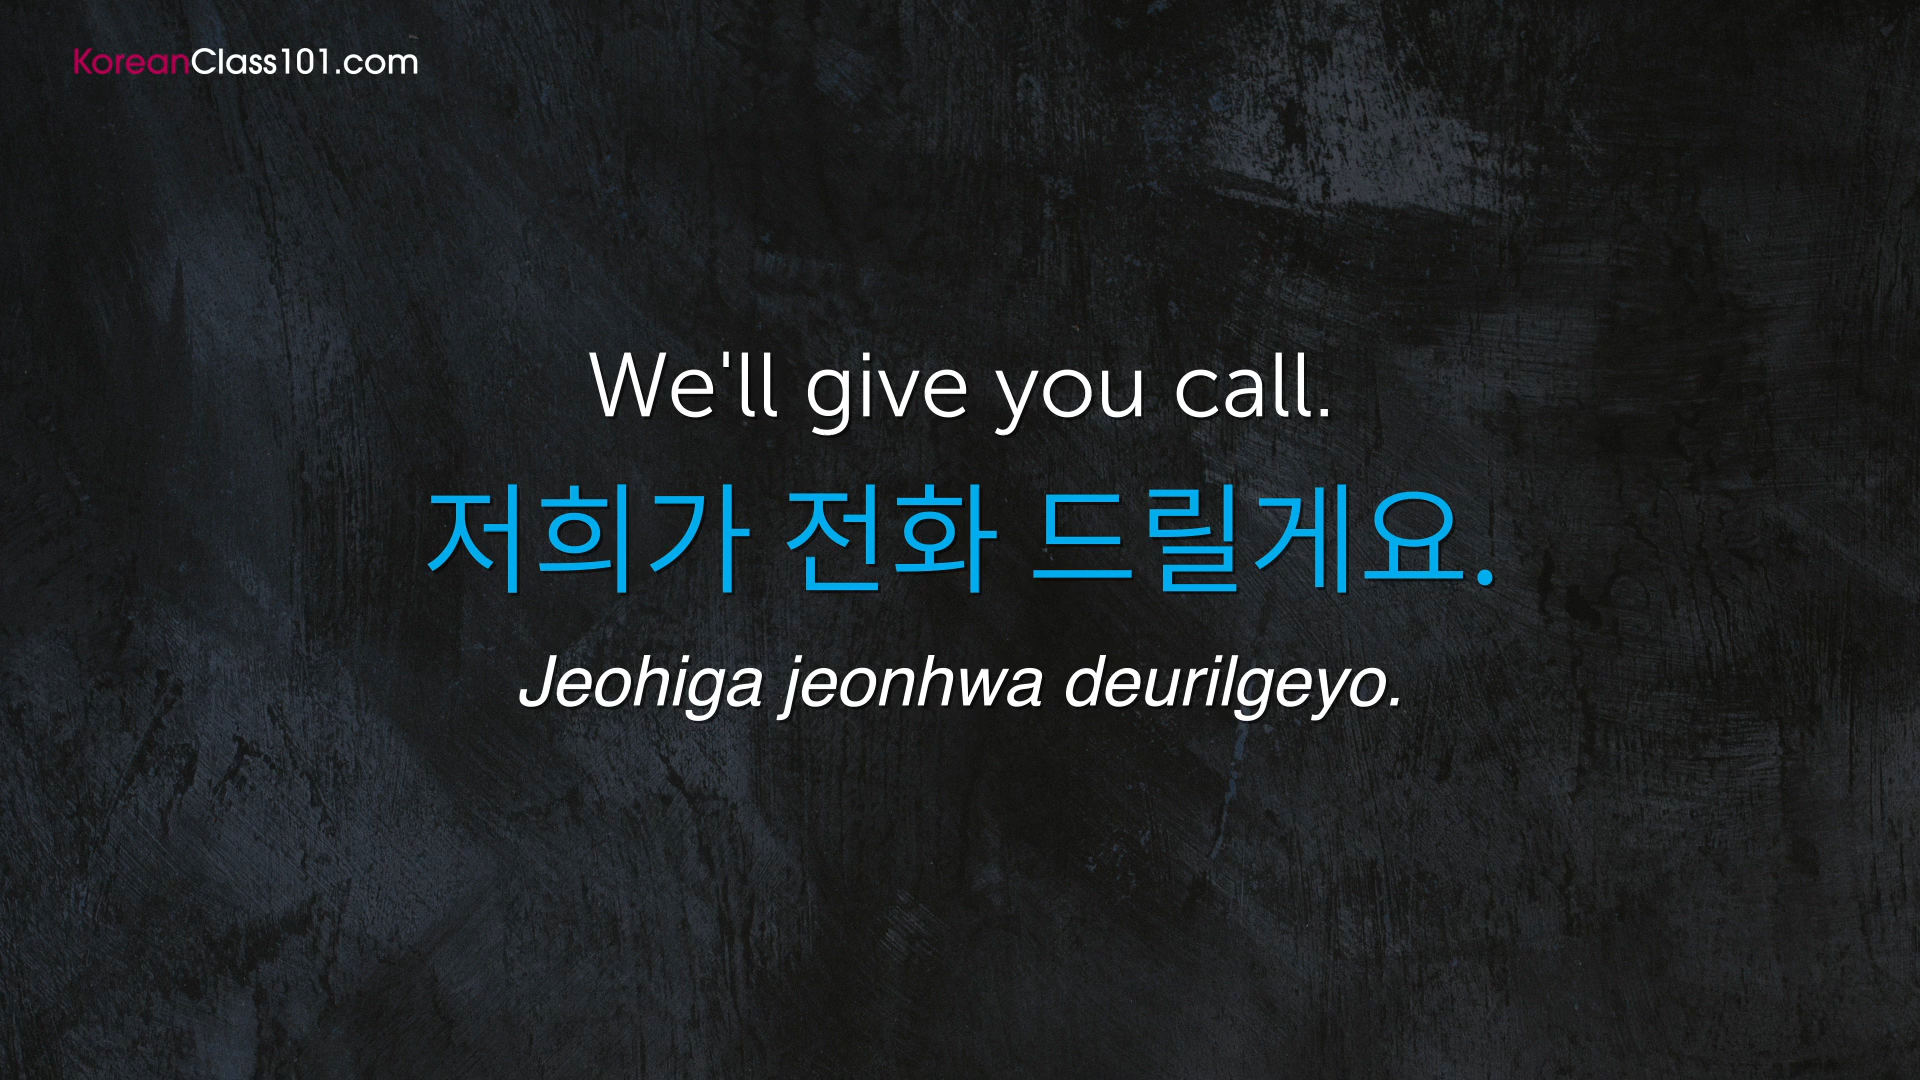 KoreanClass101.com
We'll give you call.
저희가 전화 드릴게요.
Jeohiga jeonhwa deurilgeyo.